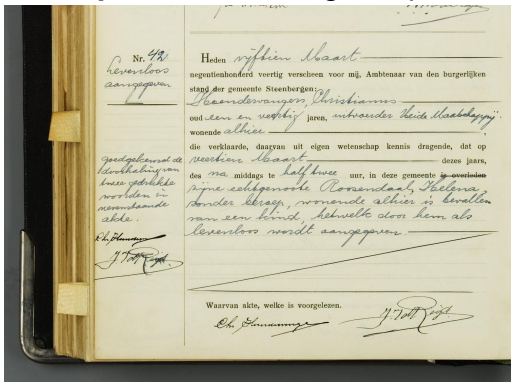 Nr. 42
Levenloos
aangegeven
Heden vijftien Maart
negentienhonderd veertig verscheen voor mij, Ambtenaar van den burgerlijken
stand der gemeente Steenbergen:
Hoendervangers, Christianus
oud een en veertig jaren, uitvoerder Heide Maatschappij
wonende alhier
die verklaarde, daarvan uit eigen wetenschap kennis dragende, dat op
veertien Maart dezes jaars,
des na middags te half twee uur, in deze gemeente is overleden
zijne echtgenoote Roosendaal, Helena
zonder beroep, wonende alhier is bevallen
van een kind, hetwelk door hem als
levenloos wordt aangegeven
goedgekeurd de
doorhaling van
twee gedrukte
woorden in
nevenstaande
akte.
Waarvan akte, welke is voorgelezen.